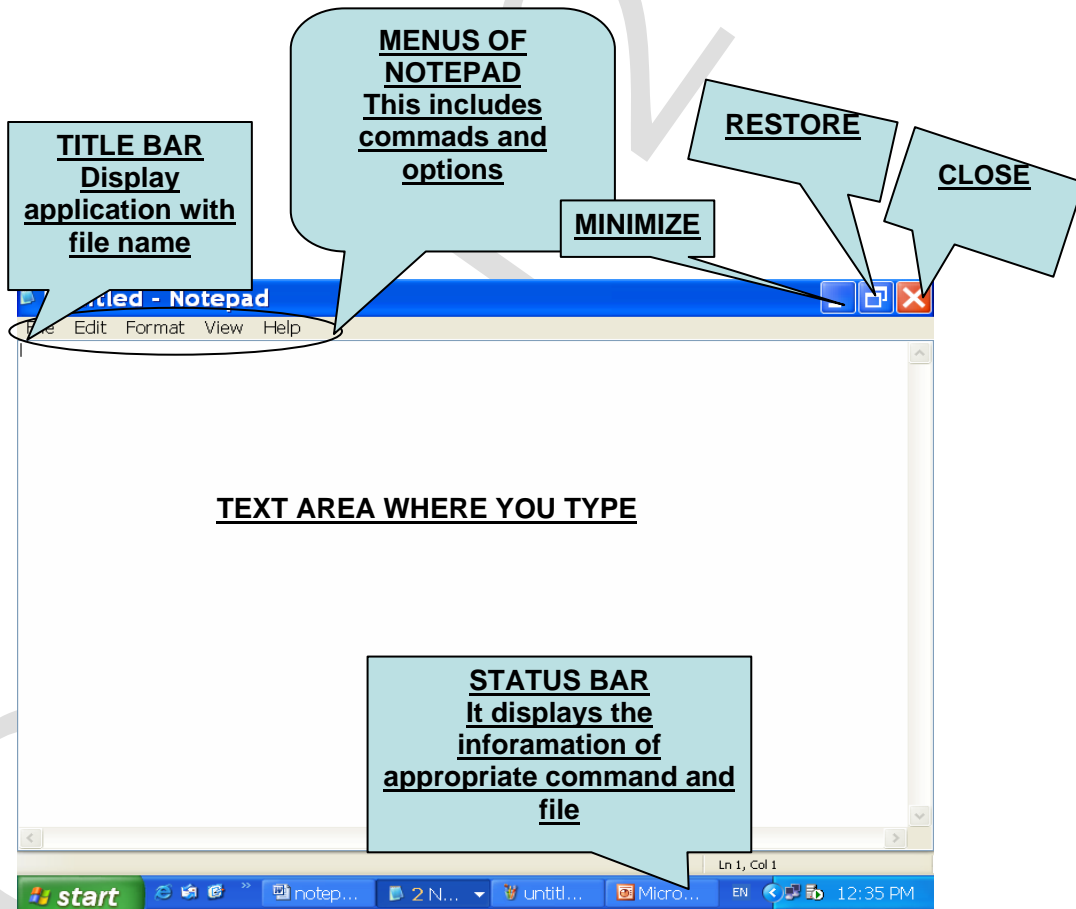 MENUS OF
NOTEPAD
This includes
commads and
options
RESTORE
CLOSE
TITLE BAR
Display
application with
file name
MINIMIZE
- Notepad
Edit Format View Help
TEXT AREA WHERE YOU TYPE
STATUS BAR
It displays the
inforamation of
appropriate command and
file
Ln 1, Col 1
start
notep...
2 N...
untitl...
Micro...
EN
12:35 PM